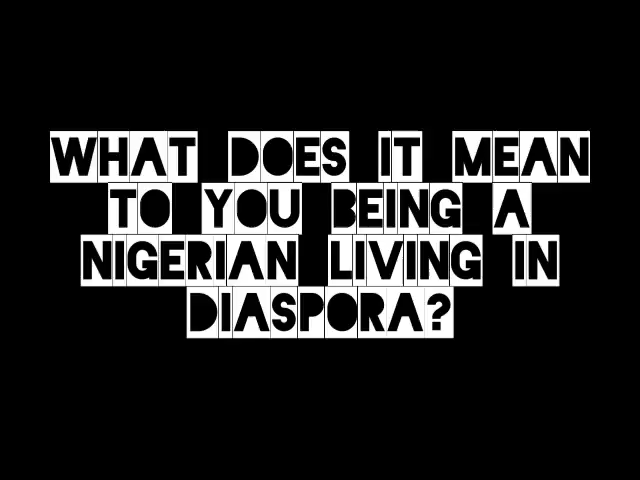 WHAT DOES IT MEAN
TO YOU BEING A
NIGERIAN LIVING IN
DIASPORA?